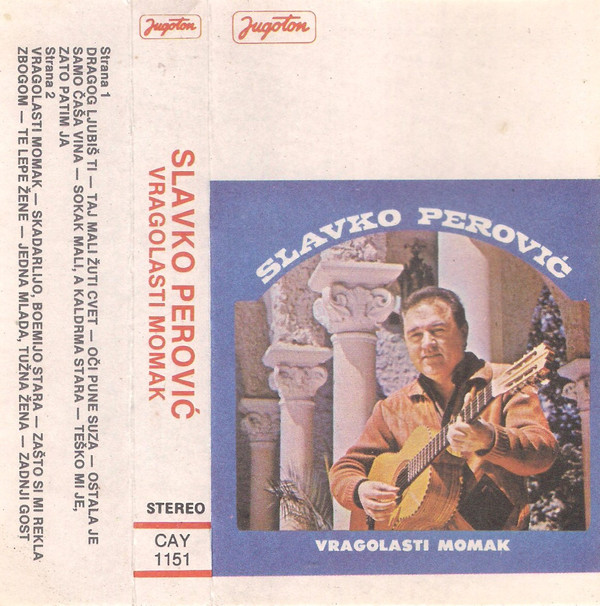 Strana 1
DRAGOG LJUBIŠ TI — TAJ MALI ŽUTI CVET — OČI PUNE SUZA — OSTALA JE
SAMO ČAŠA VINA — SOKAK MALI, A KALDRMA STARA — TEŠKO MI JE,
ZATO PATIM JA
Strana 2
VRAGOLASTI MOMAK — SKADARLIJO, BOEMIJO STARA — ZAŠTO SI MI REKLA
ZBOGOM — TE LEPE ŽENE — JEDNA MLADA, TUŽNA ŽENA — ZADNJI GOST
Jugoton
SLAVKO PEROVIĆ
VRAGOLASTI MOMAK
STEREO
CAY
1151
Jugoton
SLAVKO PEROVIĆ
VRAGOLASTI MOMAK